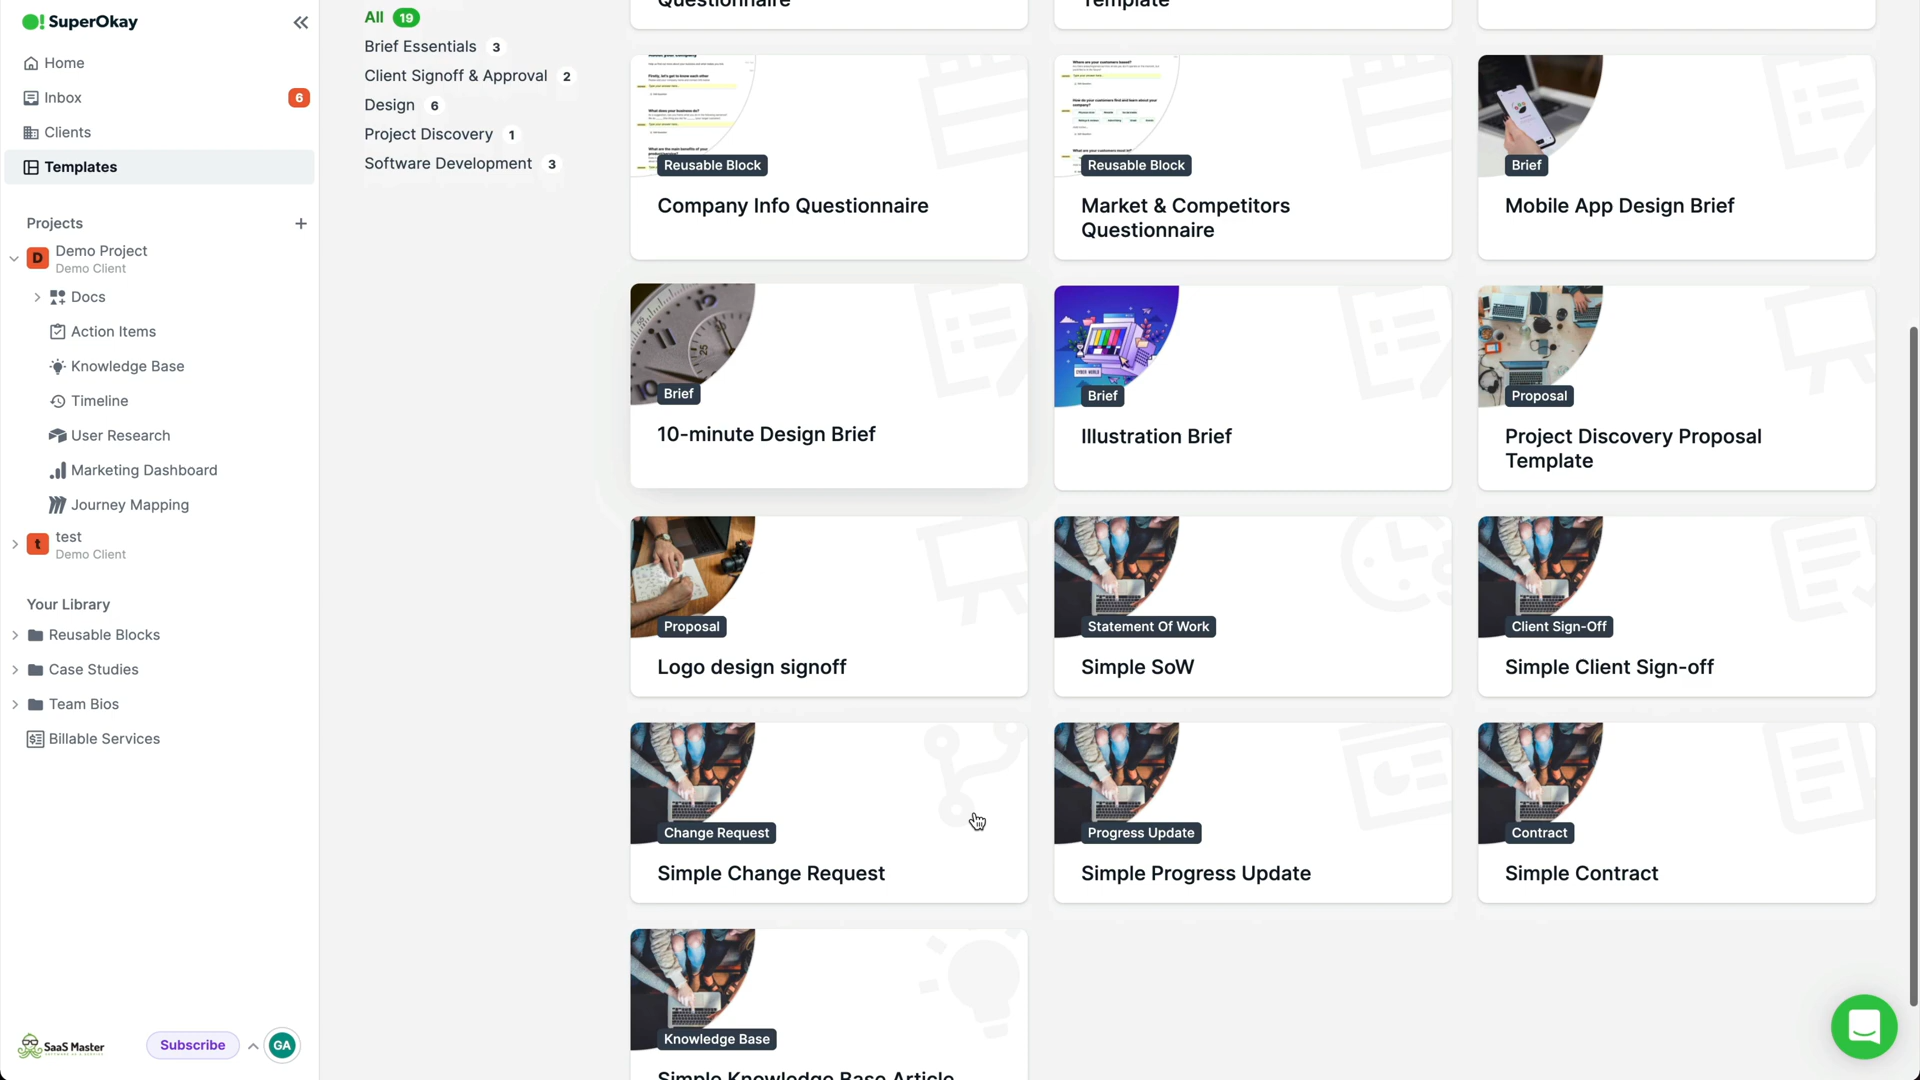 SuperOkay
Home
Inbox
6
Clients
Templates
Projects
Demo Project
Demo Client
Docs
Action Items
Knowledge Base
Timeline
User Research
Marketing Dashboard
Journey Mapping
test
Demo Client
Your Library
Reusable Blocks
Case Studies
Team Bios
Billable Services
SaaS Master
Subscribe
GA
All 19
Brief Essentials 3
Client Signoff & Approval 2
Design 6
Project Discovery 1
Software Development 3
Questionnaire
Template
Reusable Block
Company Info Questionnaire
Reusable Block
Market & Competitors
Questionnaire
Brief
Mobile App Design Brief
Brief
10-minute Design Brief
Brief
Illustration Brief
Proposal
Project Discovery Proposal
Template
Proposal
Logo design signoff
Statement Of Work
Simple SoW
Client Sign-Off
Simple Client Sign-off
Change Request
Simple Change Request
Progress Update
Simple Progress Update
Contract
Simple Contract
Knowledge Base
Simple Knowledge Base Article